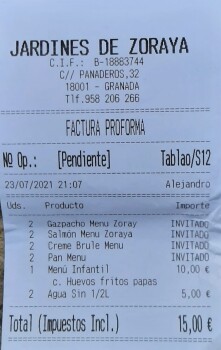 JARDINES DE ZORAYA
C.I.F.: B-18883744
C// PANADEROS,32
18001 - GRANADA
Tlf.958 206 266
FACTURA PROFORMA
Nº Op.: [Pendiente] Tablao/S12
23/07/2021 21:07 Alejandro
Uds. Producto Importe
2 Gazpacho Menu Zoray INVITADO
2 Salmón Menu Zoraya INVITADO
2 Creme Brule Menu INVITADO
2 Pan Menu INVITADO
1 Menú Infantil 10,00 €
c. Huevos fritos papas
2 Agua Sin 1/2L 5,00 €
Total (Impuestos Incl.) 15,00 €